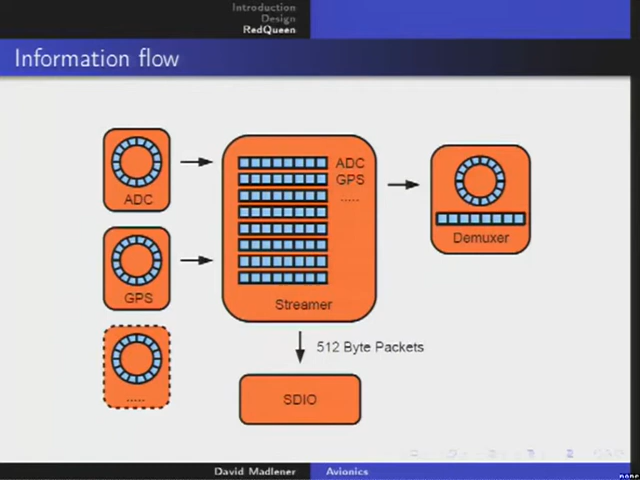 Introduction
Design
RedQueen
Information flow
ADC
GPS
.....
ADC
GPS
.....
Streamer
Demuxer
512 Byte Packets
SDIO
David Madlener
Avionics